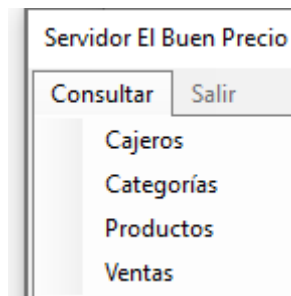 Servidor El Buen Precio
Consultar Salir
Cajeros
Categorías
Productos
Ventas